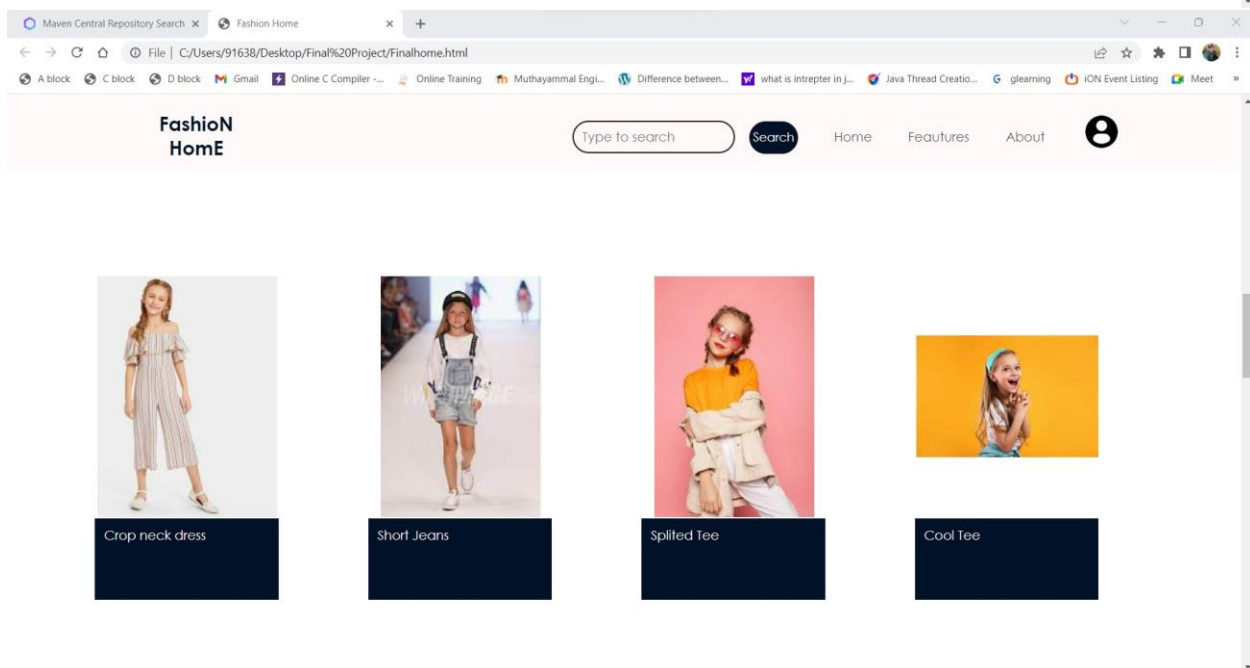 Maven Central Repository Search
Fashion Home
File | C:/Users/91638/Desktop/Final%20Project/Finalhome.html
A block C block D block Gmail Online C Compiler -... Online Training Muthayammal Engi... Difference between... what is intrepter in j... Java Thread Creatio... glearning iON Event Listing Meet »
FashioN
HomE
Type to search Search Home Feautures About
Crop neck dress Short Jeans Splited Tee Cool Tee